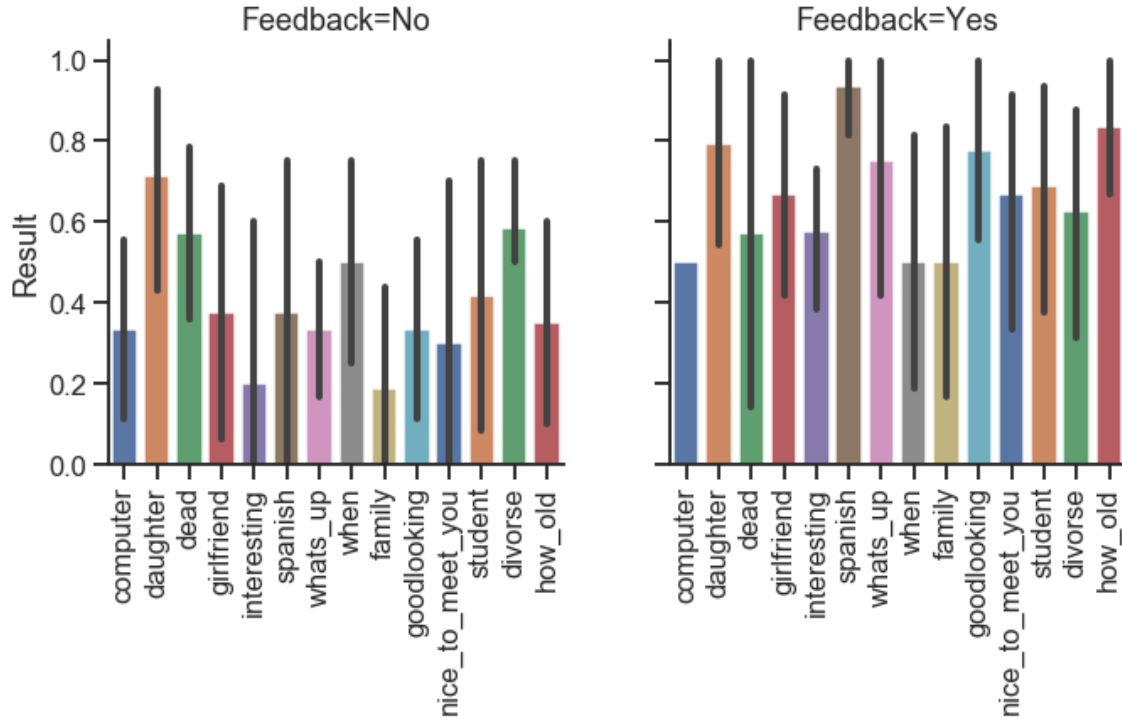 Feedback=No
Feedback=Yes
Result
1.0
0.8
0.6
0.4
0.2
0.0
computer
daughter
dead
girlfriend
interesting
spanish
whats_up
when
family
goodlooking
nice_to_meet_you
student
divorse
how_old
computer
daughter
dead
girlfriend
interesting
spanish
whats_up
when
family
goodlooking
nice_to_meet_you
student
divorse
how_old